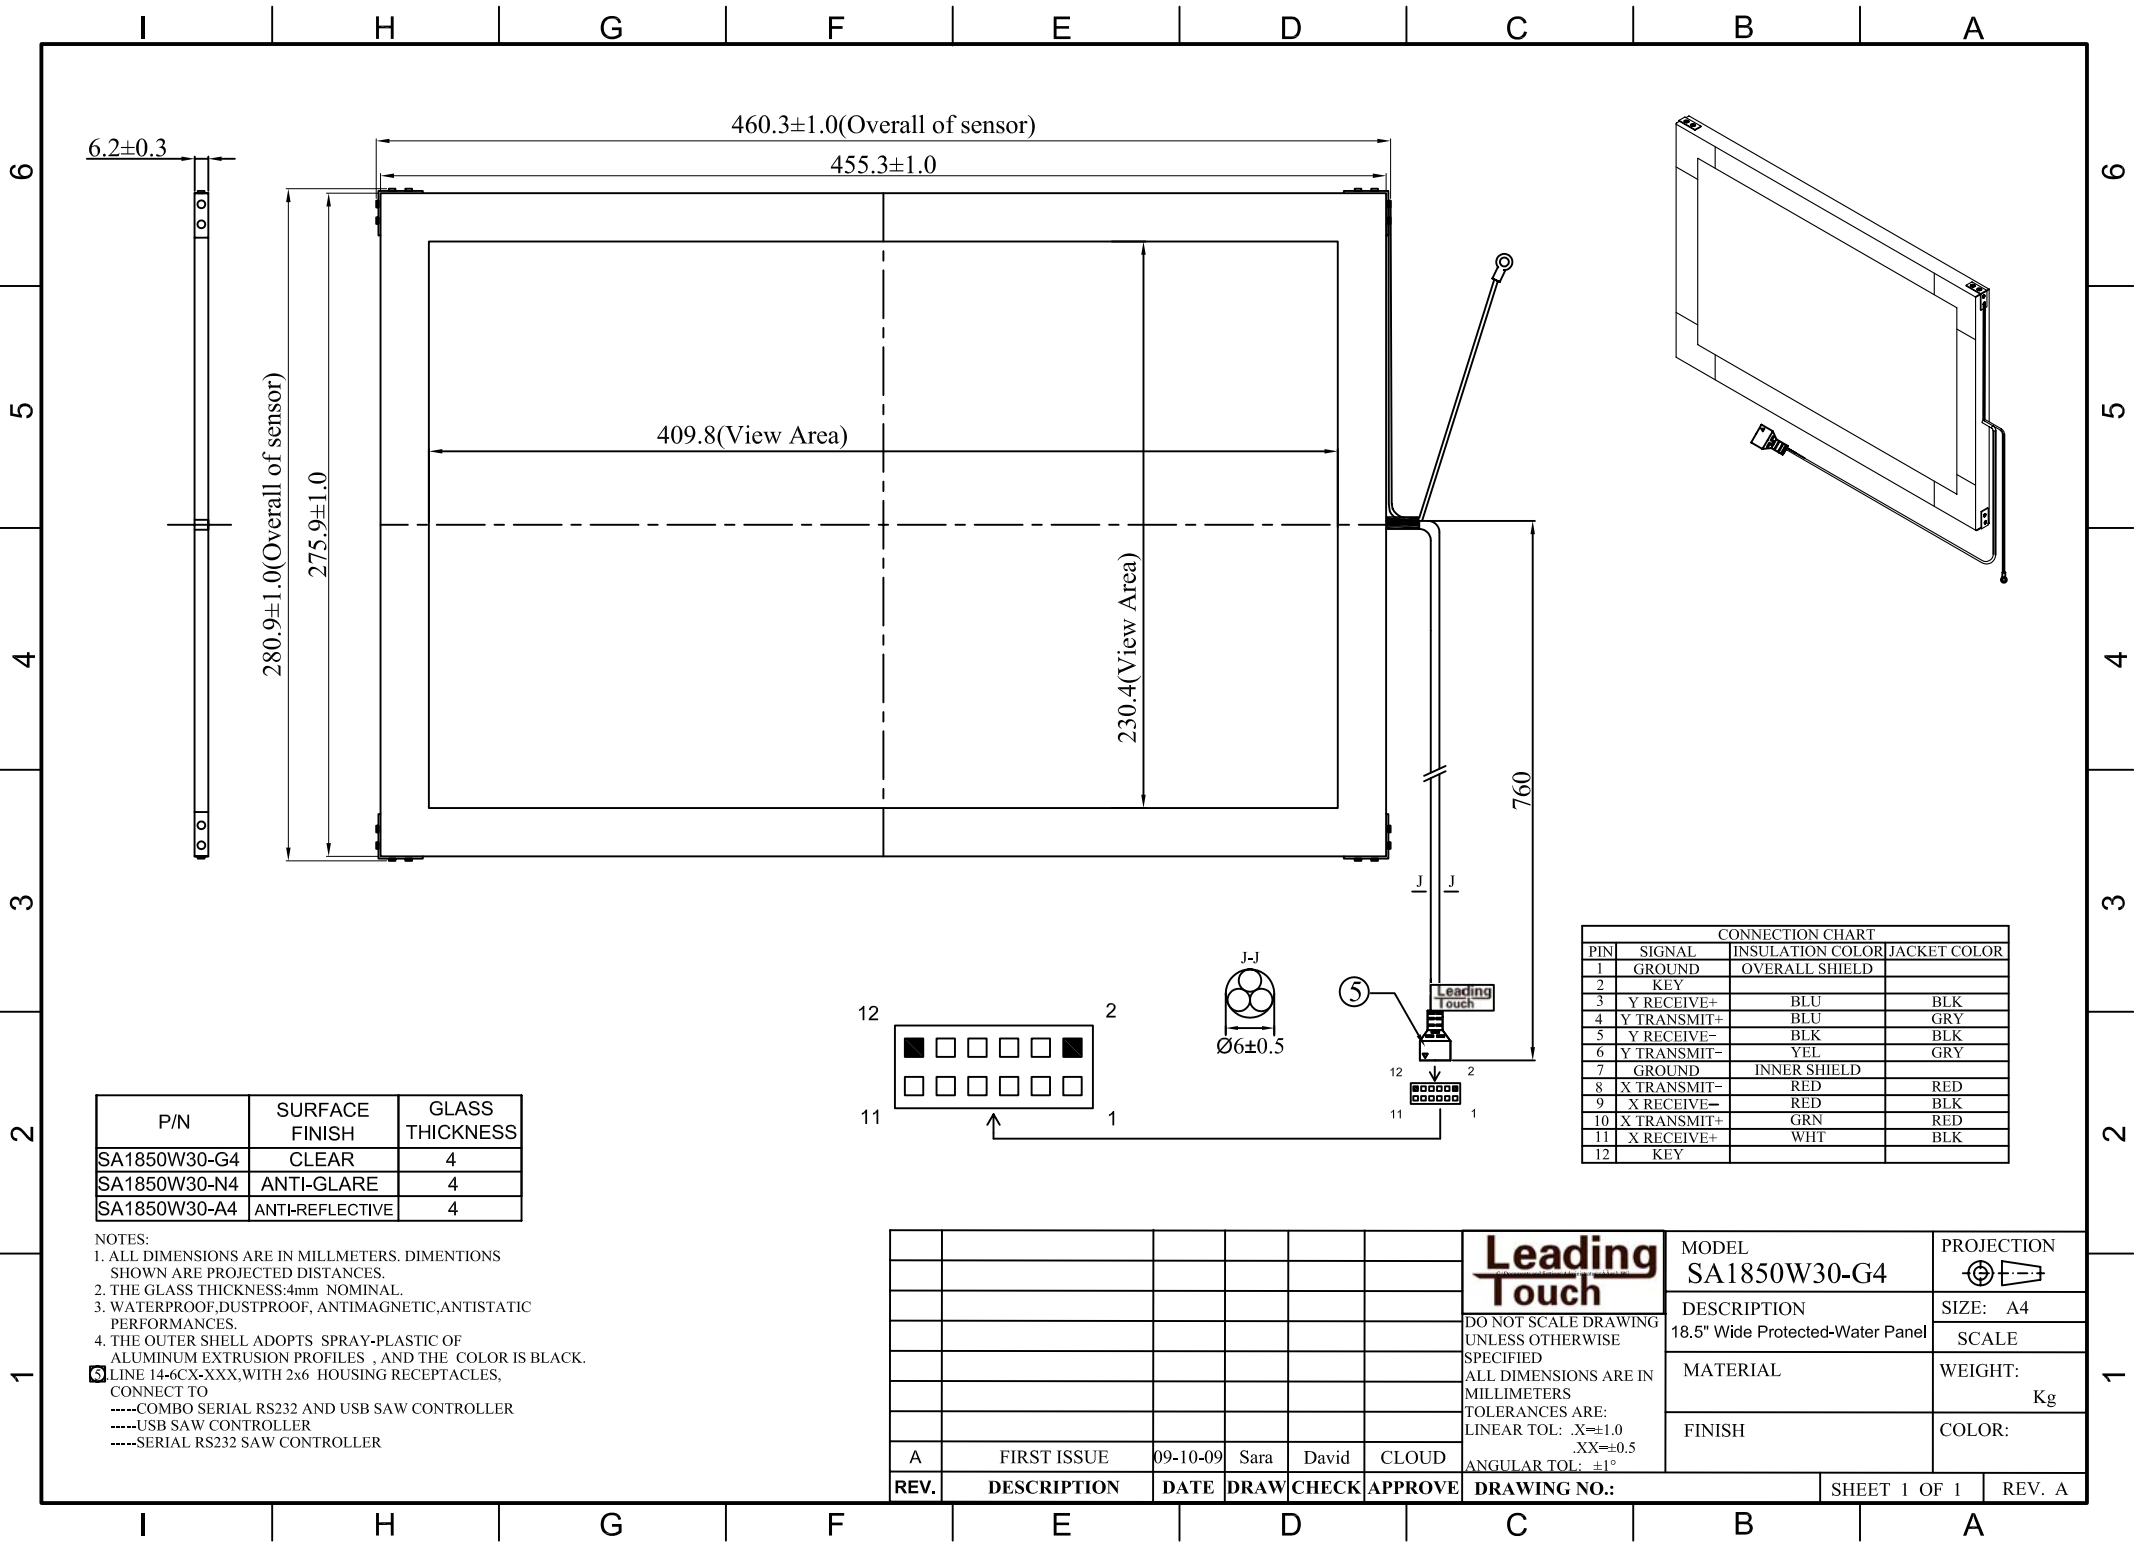 I H G F E D C B A
6
5
4
3
2
1
6
5
4
3
2
1
460.3±1.0(Overall of sensor)
455.3±1.0
6.2±0.3
280.9±1.0(Overall of sensor)
275.9±1.0
409.8(View Area)
230.4(View Area)
760
J J
J-J
Ø6±0.5
5
Leading
Touch
12 2
11 1
12 2
11 1
CONNECTION CHART
PIN SIGNAL INSULATION COLOR JACKET COLOR
1 GROUND OVERALL SHIELD
2 KEY
3 Y RECEIVE+ BLU BLK
4 Y TRANSMIT+ BLU GRY
5 Y RECEIVE- BLK BLK
6 Y TRANSMIT- YEL GRY
7 GROUND INNER SHIELD
8 X TRANSMIT- RED RED
9 X RECEIVE- RED BLK
10 X TRANSMIT+ GRN RED
11 X RECEIVE+ WHT BLK
12 KEY
P/N SURFACE FINISH GLASS THICKNESS
SA1850W30-G4 CLEAR 4
SA1850W30-N4 ANTI-GLARE 4
SA1850W30-A4 ANTI-REFLECTIVE 4
NOTES:
1. ALL DIMENSIONS ARE IN MILLMETERS. DIMENTIONS
SHOWN ARE PROJECTED DISTANCES.
2. THE GLASS THICKNESS:4mm NOMINAL.
3. WATERPROOF,DUSTPROOF, ANTIMAGNETIC,ANTISTATIC
PERFORMANCES.
4. THE OUTER SHELL ADOPTS SPRAY-PLASTIC OF
ALUMINUM EXTRUSION PROFILES , AND THE COLOR IS BLACK.
5.LINE 14-6CX-XXX,WITH 2x6 HOUSING RECEPTACLES,
CONNECT TO
-----COMBO SERIAL RS232 AND USB SAW CONTROLLER
-----USB SAW CONTROLLER
-----SERIAL RS232 SAW CONTROLLER
A FIRST ISSUE 09-10-09 Sara David CLOUD
REV. DESCRIPTION DATE DRAW CHECK APPROVE
Leading
Touch
DO NOT SCALE DRAWING
UNLESS OTHERWISE
SPECIFIED
ALL DIMENSIONS ARE IN
MILLIMETERS
TOLERANCES ARE:
LINEAR TOL: .X=±1.0
.XX=±0.5
ANGULAR TOL: ±1°
DRAWING NO.:
MODEL
SA1850W30-G4
DESCRIPTION
18.5" Wide Protected-Water Panel
MATERIAL
FINISH
PROJECTION
SIZE: A4
SCALE
WEIGHT:
Kg
COLOR:
SHEET 1 OF 1
REV. A
I H G F E D C B A